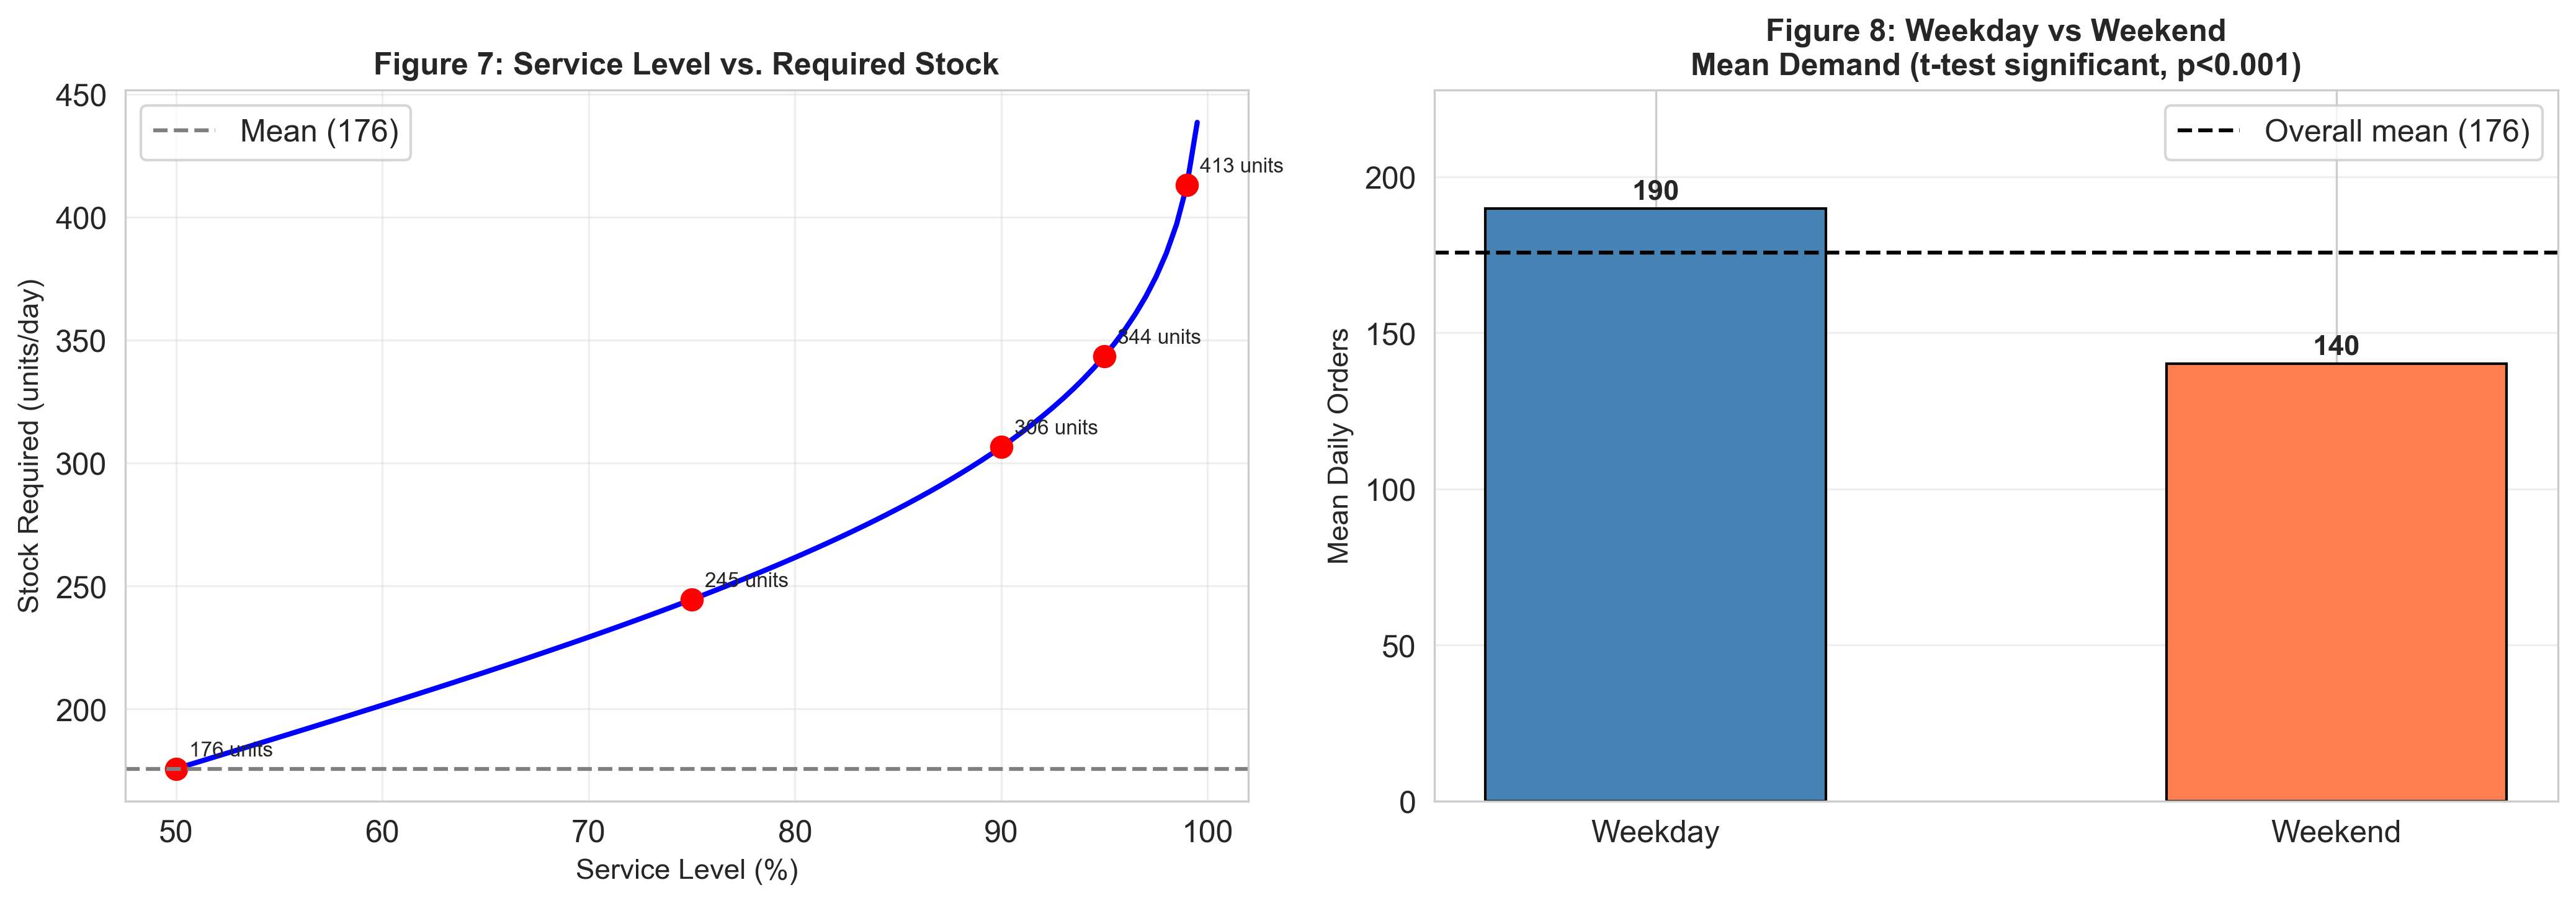 Figure 7: Service Level vs. Required Stock
450
400
350
300
250
200
Stock Required (units/day)
Mean (176)
413 units
344 units
306 units
245 units
176 units
50
60
70
80
90
100
Service Level (%)
Figure 8: Weekday vs Weekend
Mean Demand (t-test significant, p<0.001)
200
150
100
50
0
Mean Daily Orders
Overall mean (176)
190
140
Weekday
Weekend